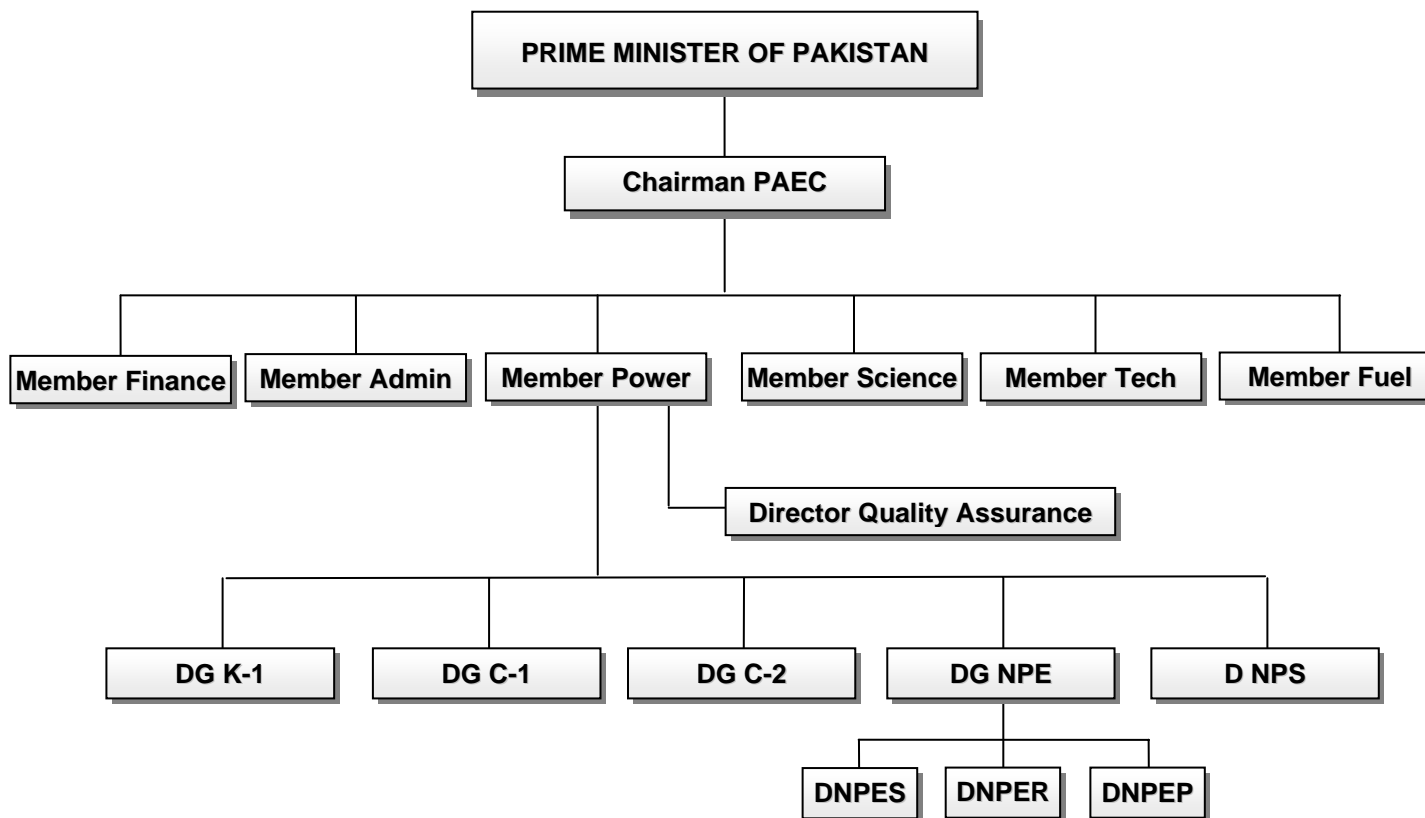 PRIME MINISTER OF PAKISTAN
Chairman PAEC
Member Finance
Member Admin
Member Power
Member Science
Member Tech
Member Fuel
Director Quality Assurance
DG K-1
DG C-1
DG C-2
DG NPE
D NPS
DNPES
DNPER
DNPEP